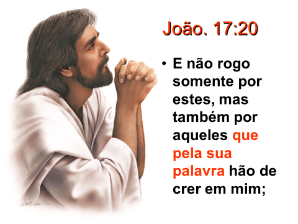 João. 17:20
• E não rogo
somente por
estes, mas
também por
aqueles que
pela sua
palavra hão de
crer em mim;